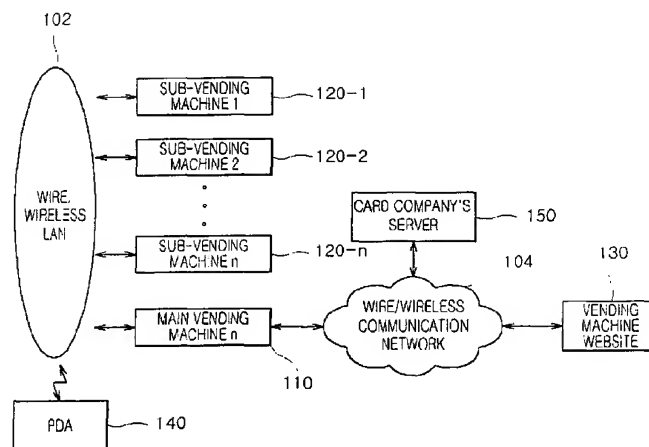 102
SUB-VENDING
MACHINE 1
120-1
SUB-VENDING
MACHINE 2
120-2
WIRE,
WIRELESS
LAN
CARD COMPANY'S
SERVER
150
SUB-VENDING
MACHINE n
120-n
104
130
MAIN VENDING
MACHINE n
110
WIRE/WIRELESS
COMMUNICATION
NETWORK
VENDING
MACHINE
WEBSITE
PDA
140